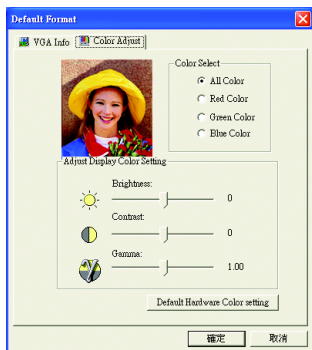 Default Format
VGA Info
Color Adjust
Color Select
All Color
Red Color
Green Color
Blue Color
Adjust Display Color Setting
Brightness:
0
Contrast:
0
Gamma:
1.00
Default Hardware Color setting
確定
取消